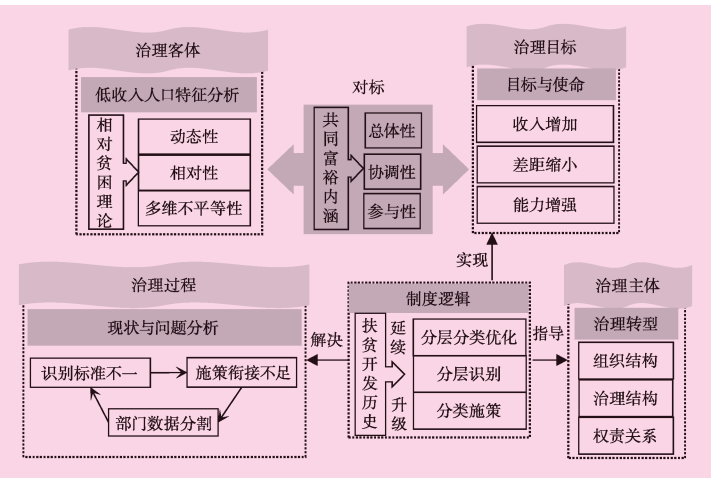 治理客体
低收入人口特征分析
相对贫困理论
动态性
相对性
多维不平等性
对标
共同富裕内涵
总体性
协调性
参与性
治理目标
目标与使命
收入增加
差距缩小
能力增强
实现
治理过程
现状与问题分析
识别标准不一
施策衔接不足
部门数据分割
解决
制度逻辑
扶贫开发历史
延续
升级
分层分类优化
分层识别
分类施策
指导
治理主体
治理转型
组织结构
治理结构
权责关系